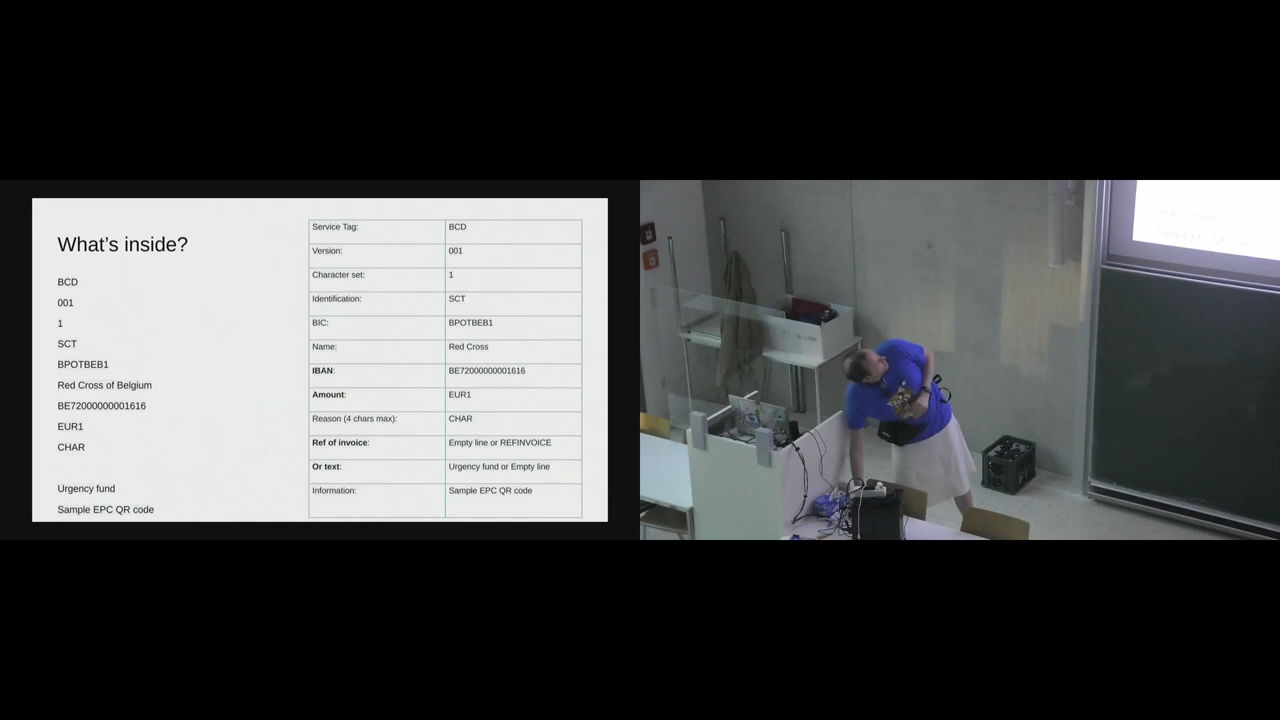 What's inside?
BCD
001
1
SCT
BPOTBEB1
Red Cross of Belgium
BE72000000001616
EUR1
CHAR
Urgency fund
Sample EPC QR code
Service Tag: BCD
Version: 001
Character set: 1
Identification: SCT
BIC: BPOTBEB1
Name: Red Cross
IBAN: BE72000000001616
Amount: EUR1
Reason (4 chars max): CHAR
Ref of invoice: Empty line or REFINVOICE
Or text: Urgency fund or Empty line
Information: Sample EPC QR code